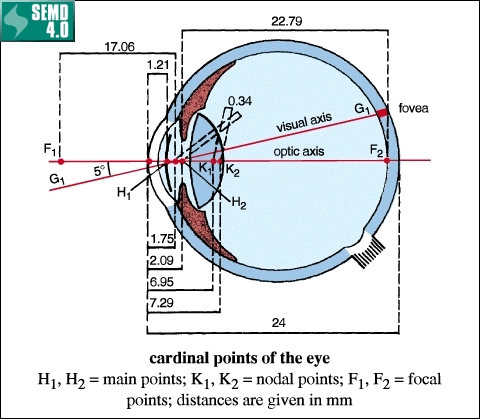 SEMD
4.0
22.79
17.06
1.21
0.34
G₁
fovea
visual axis
optic axis
F₁
5°
G₁
H₁
K₁
K₂
H₂
F₂
1.75
2.09
6.95
7.29
24
cardinal points of the eye
H₁, H₂ = main points; K₁, K₂ = nodal points; F₁, F₂ = focal
points; distances are given in mm